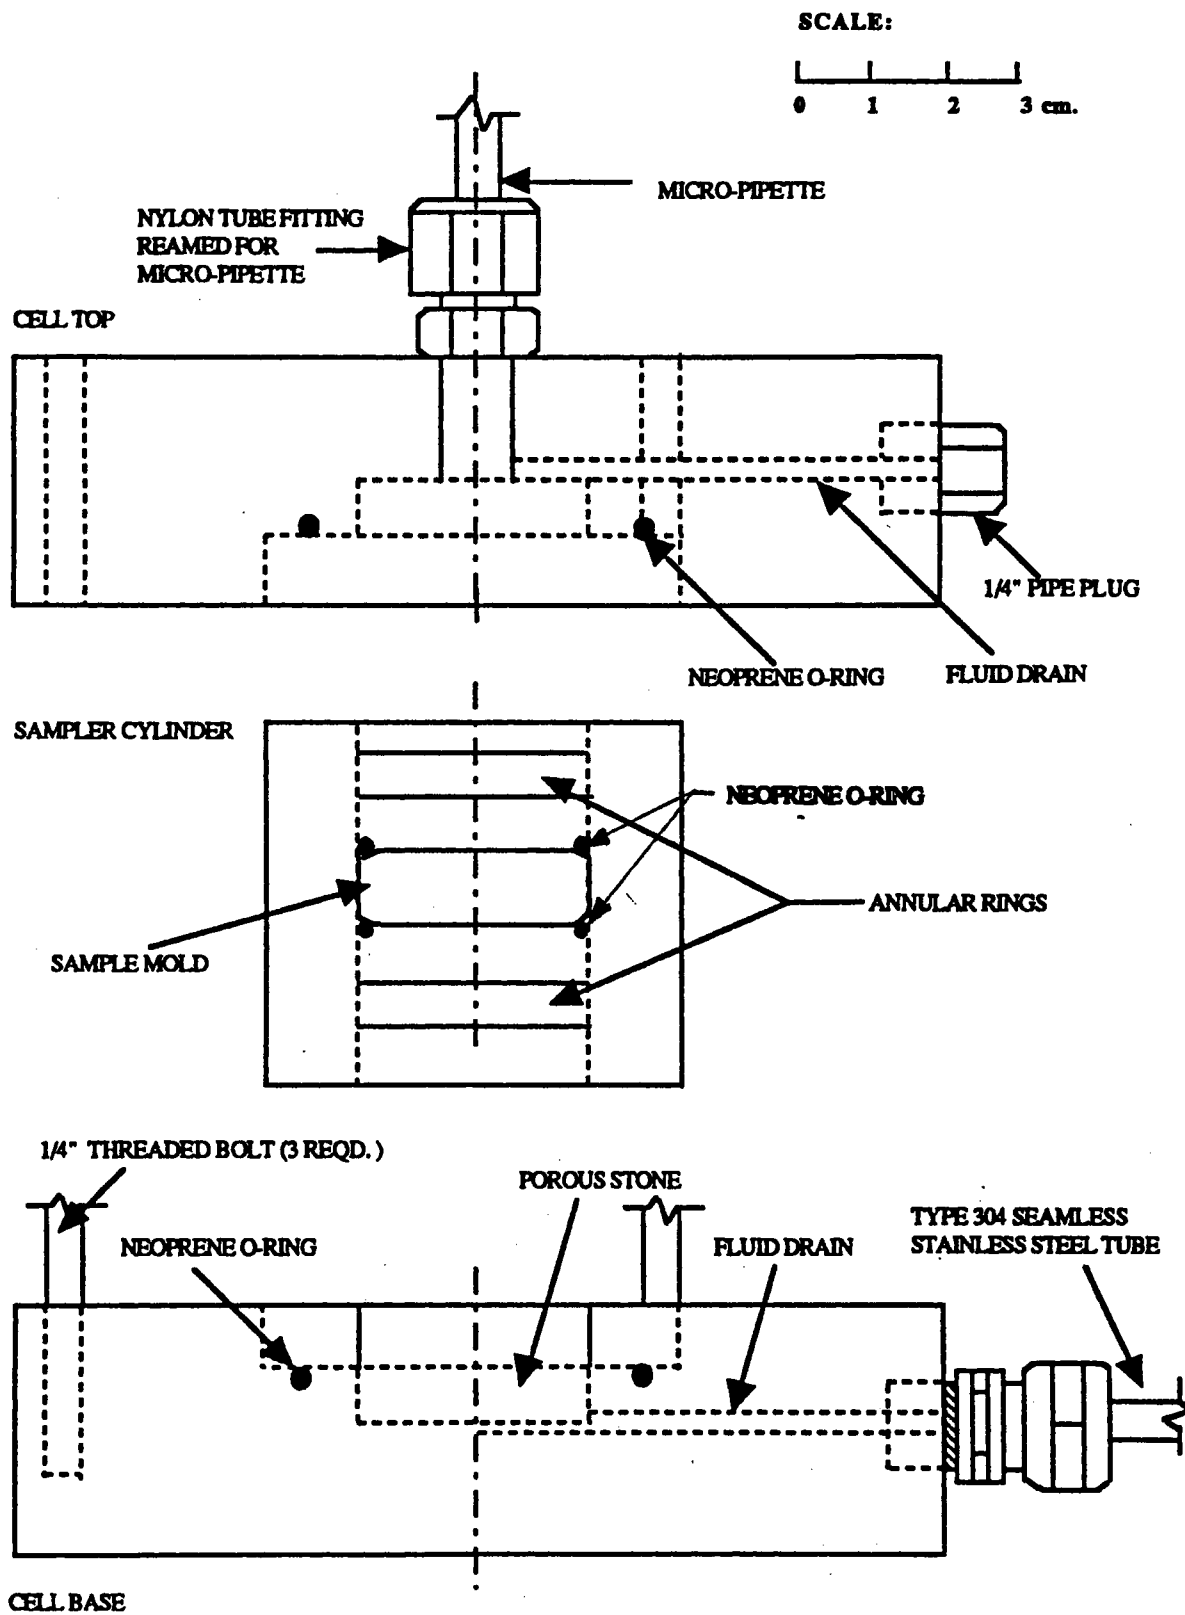 SCALE:
0 1 2 3 cm.
MICRO-PIPETTE
NYLON TUBE FITTING
REAMED FOR
MICRO-PIPETTE
CELL TOP
1/4" PIPE PLUG
NEOPRENE O-RING
FLUID DRAIN
SAMPLER CYLINDER
NEOPRENE O-RING
ANNULAR RINGS
SAMPLE MOLD
1/4" THREADED BOLT (3 REQD. )
POROUS STONE
NEOPRENE O-RING
FLUID DRAIN
TYPE 304 SEAMLESS
STAINLESS STEEL TUBE
CELL BASE